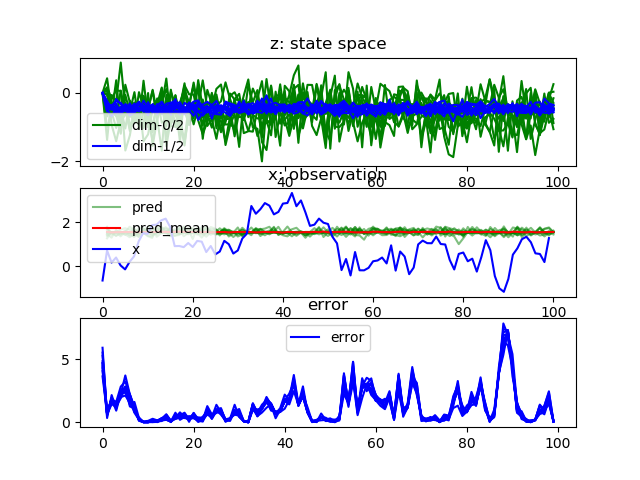 z: state space
0
−2
dim-0/2
dim-1/2
0 20 40 60 80 100
x: observation
2
0
pred
pred_mean
x
0 20 40 60 80 100
error
5
0
error
0 20 40 60 80 100